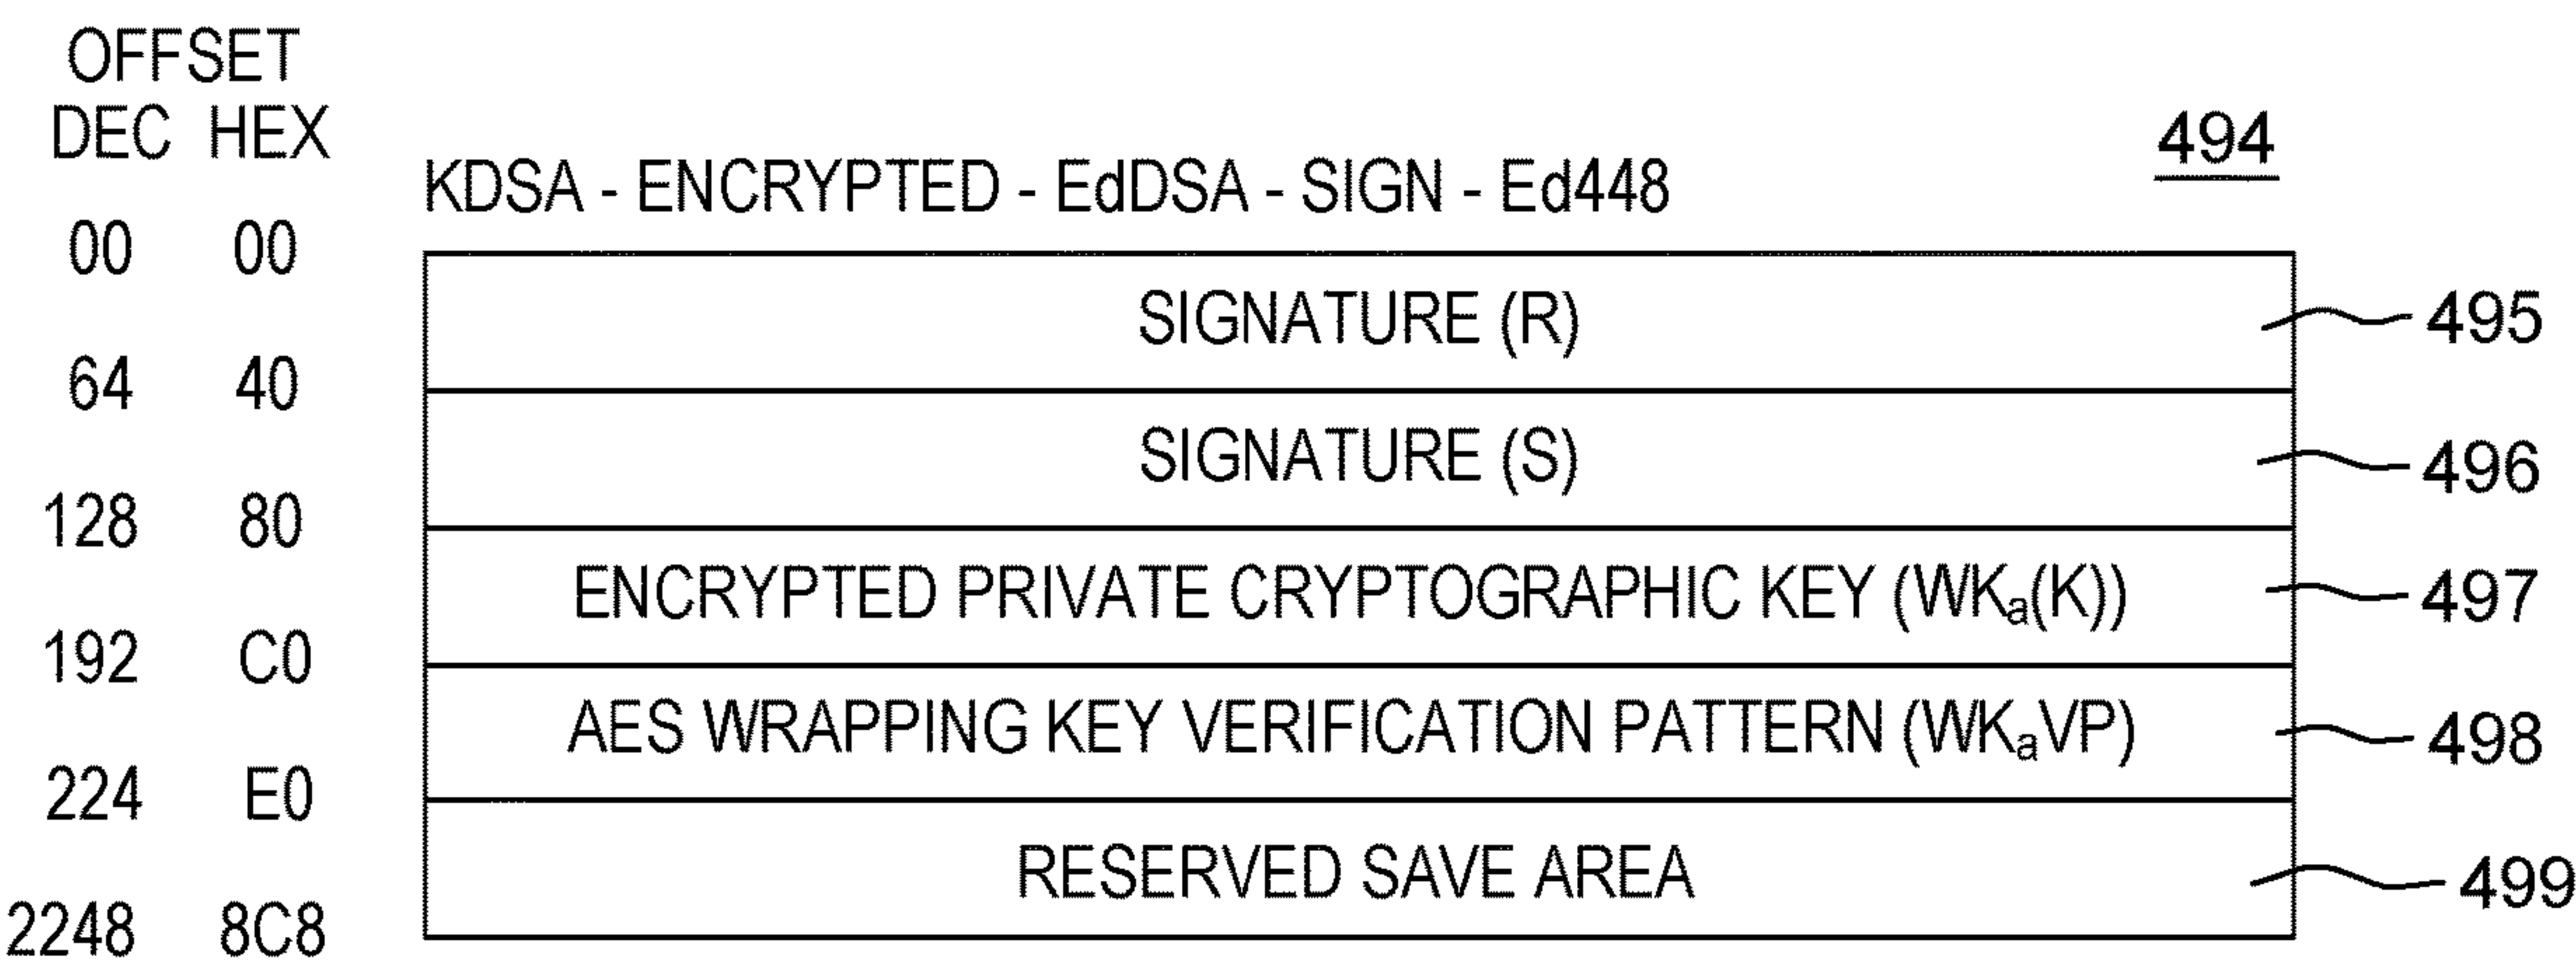 OFFSET
DEC HEX
494
KDSA - ENCRYPTED - EdDSA - SIGN - Ed448
00 00
SIGNATURE (R) 495
64 40
SIGNATURE (S) 496
128 80
ENCRYPTED PRIVATE CRYPTOGRAPHIC KEY (WKa(K)) 497
192 C0
AES WRAPPING KEY VERIFICATION PATTERN (WKaVP) 498
224 E0
RESERVED SAVE AREA 499
2248 8C8